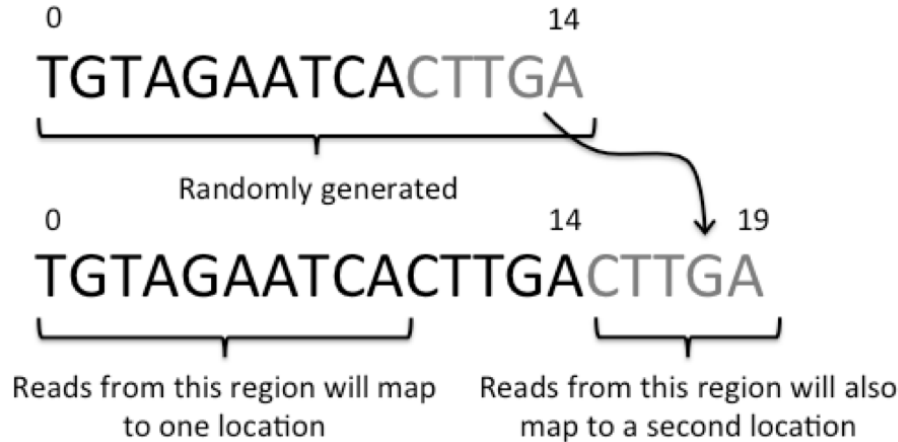 0 14
TGTAGAATCACTTGA
Randomly generated
0 14 19
TGTAGAATCACTTGACTTGA
Reads from this region will map
to one location
Reads from this region will also
map to a second location